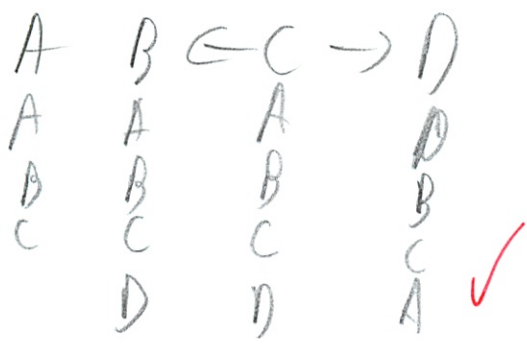 A B ← C → D
A A A D
B B B B
C C C C
D D A